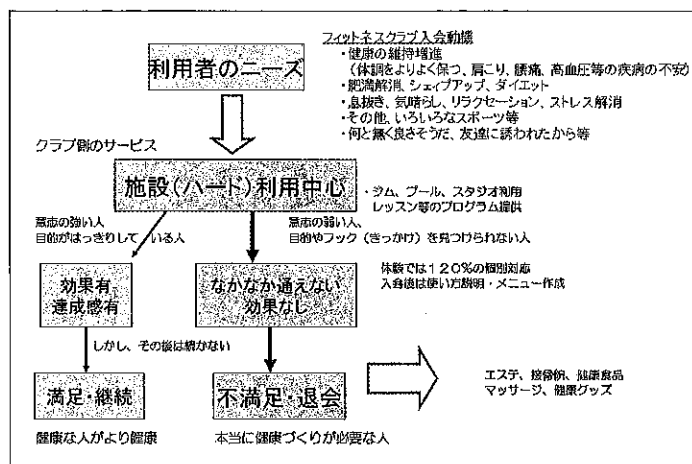 フィットネスクラブ入会動機
利用者のニーズ
・健康の維持増進
（体調をよりよく保つ、肩こり、腰痛、高血圧等の疾病の不安）
・肥満解消、シェイプアップ、ダイエット
・息抜き、気晴らし、リラクセーション、ストレス解消
・その他、いろいろなスポーツ等
・何と無く良さそうだ、友達に誘われたから等
クラブ側のサービス
施設（ハード）利用中心
・ジム、プール、スタジオ利用
レッスン等のプログラム提供
意志の強い人
目的がはっきりしている人
意志の弱い人、
目的やフック（きっかけ）を見つけられない人
効果有、
達成感有
なかなか通えない
効果なし
体験では１２０％の個別対応
入会後は使い方説明・メニュー作成
しかし、その後は続かない
満足・継続
不満足・退会
エステ、接骨院、健康食品
マッサージ、健康グッズ
健康な人がより健康
本当に健康づくりが必要な人